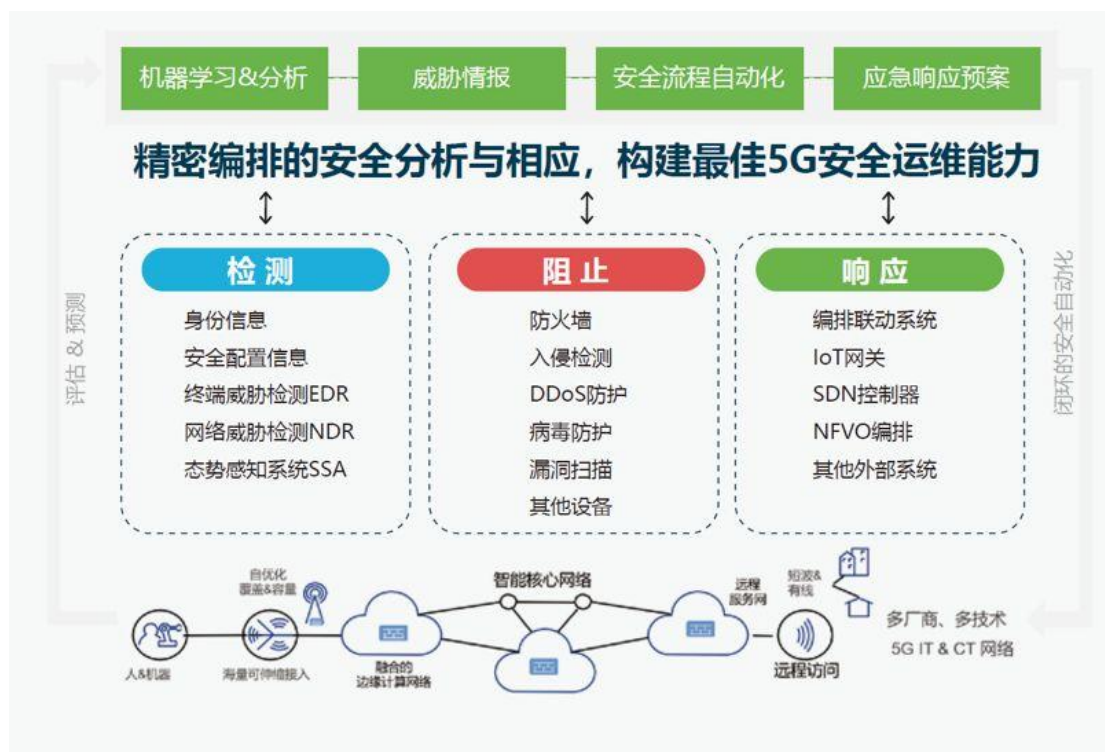 机器学习&分析
威胁情报
安全流程自动化
应急响应预案
精密编排的安全分析与相应，构建最佳5G安全运维能力
检测
身份信息
安全配置信息
终端威胁检测EDR
网络威胁检测NDR
态势感知系统SSA
阻止
防火墙
入侵检测
DDoS防护
病毒防护
漏洞扫描
其他设备
响应
编排联动系统
IoT网关
SDN控制器
NFVO编排
其他外部系统
评估 & 预测
闭环的安全自动化
人&机器
自优化
覆盖&容量
海量可伸缩接入
融合的
边缘计算网络
智能核心网络
远程
服务网
短波&
有线
远程访问
多厂商、多技术
5G IT & CT 网络